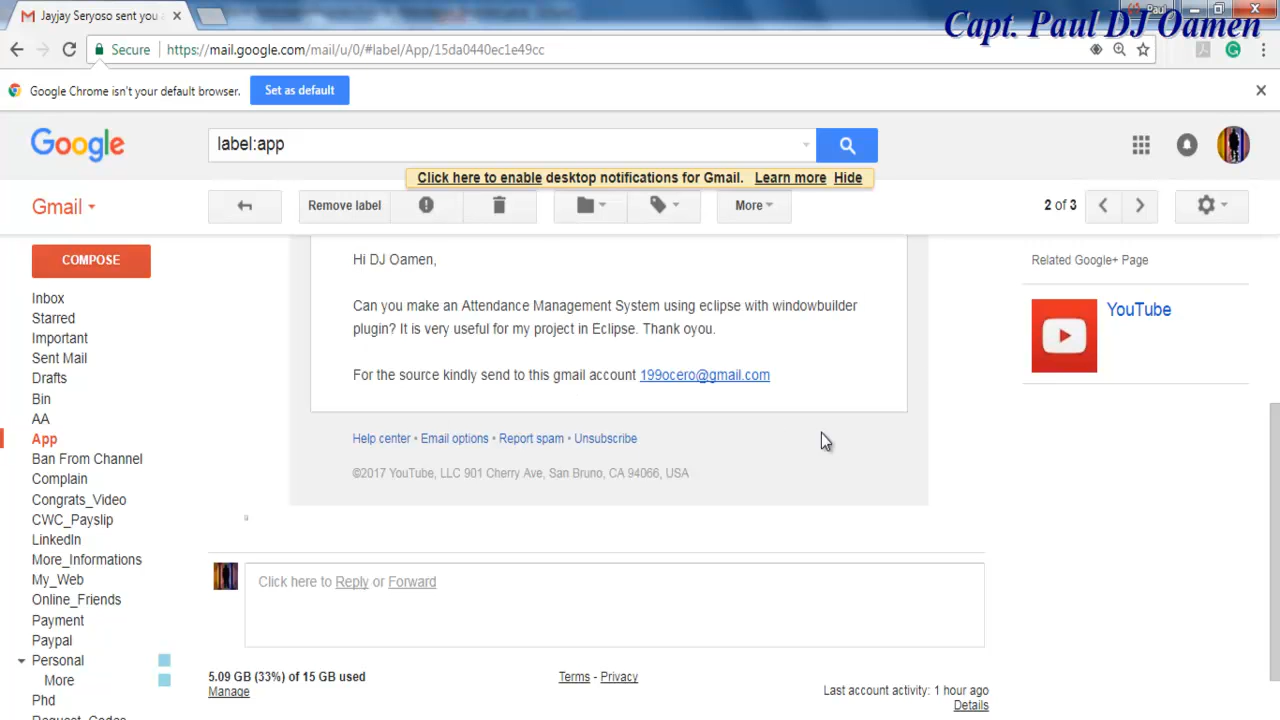 Jayjay Seryoso sent you a
Capt. Paul DJ Oamen
Secure
https://mail.google.com/mail/u/0/#label/App/15da0440ec1e49cc
Google Chrome isn't your default browser.
Set as default
Google
label:app
Click here to enable desktop notifications for Gmail. Learn more Hide
Gmail
Remove label
More
2 of 3
COMPOSE
Inbox
Starred
Important
Sent Mail
Drafts
Bin
AA
App
Ban From Channel
Complain
Congrats_Video
CWC_Payslip
LinkedIn
More_Informations
My_Web
Online_Friends
Payment
Paypal
Personal
More
Phd
Request_Codes
Hi DJ Oamen,
Can you make an Attendance Management System using eclipse with windowbuilder
plugin? It is very useful for my project in Eclipse. Thank oyou.
For the source kindly send to this gmail account 199ocero@gmail.com
Help center • Email options • Report spam • Unsubscribe
©2017 YouTube, LLC 901 Cherry Ave, San Bruno, CA 94066, USA
Click here to Reply or Forward
5.09 GB (33%) of 15 GB used
Manage
Terms - Privacy
Last account activity: 1 hour ago
Details
Related Google+ Page
YouTube